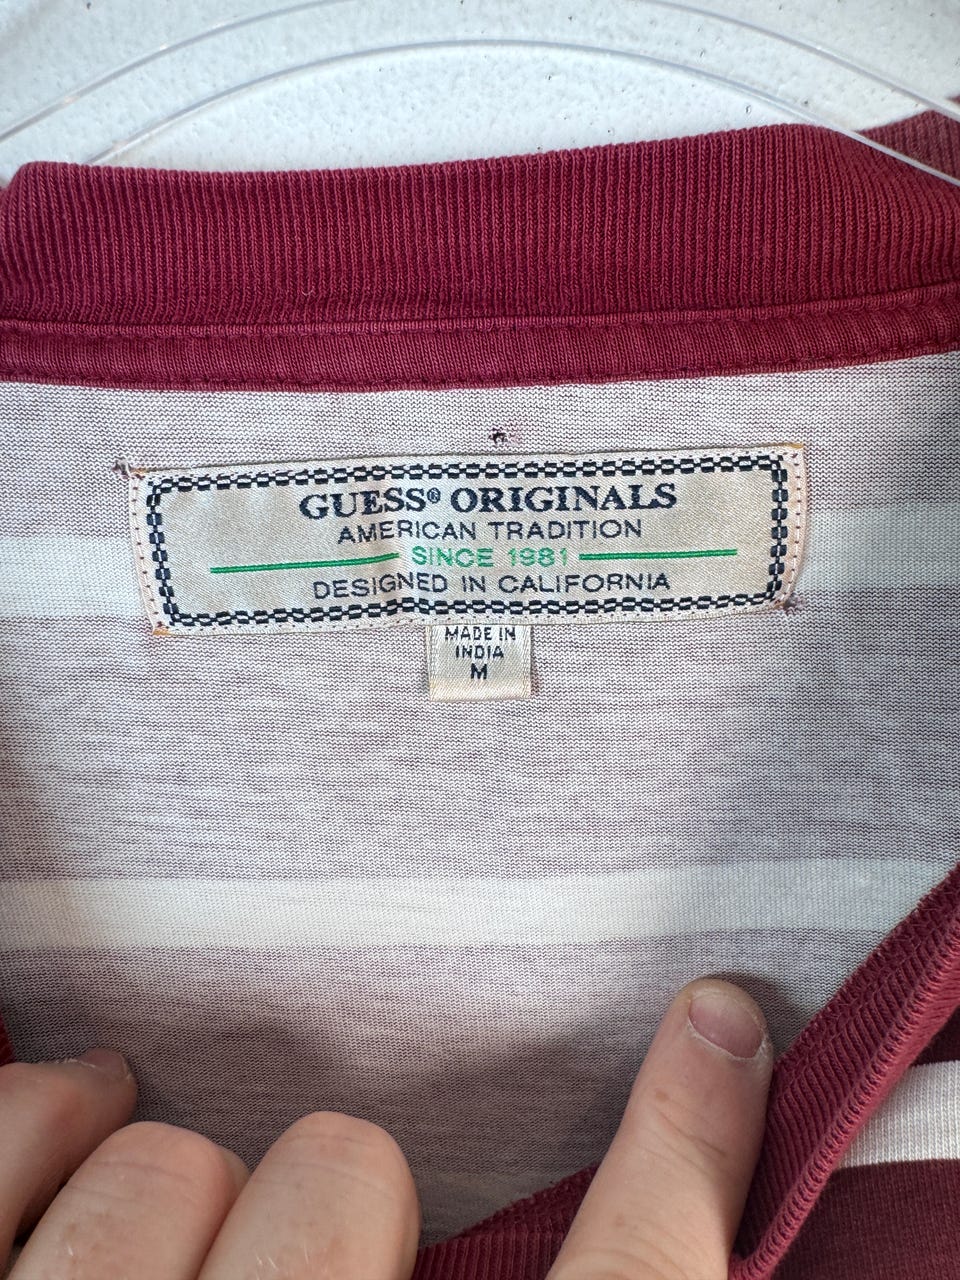 GUESS® ORIGINALS
AMERICAN TRADITION
SINCE 1981
DESIGNED IN CALIFORNIA
MADE IN
INDIA
M